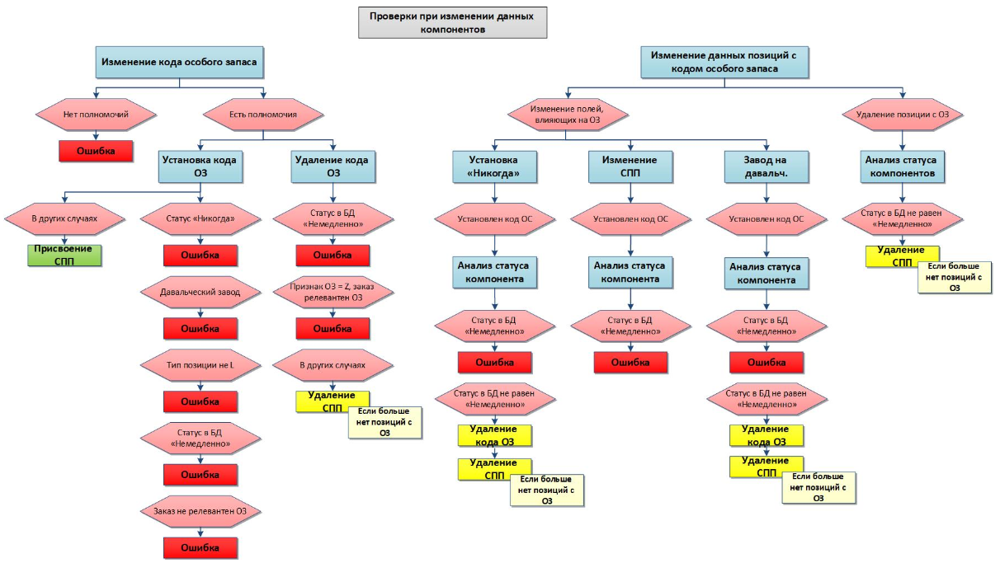 Проверки при изменении данных
компонентов
Изменение кода особого запаса
Изменение данных позиций с
кодом особого запаса
Нет полномочий
Есть полномочия
Изменение полей,
влияющих на ОЗ
Удаление позиции с ОЗ
Ошибка
Установка кода
ОЗ
Удаление кода
ОЗ
Установка
«Никогда»
Изменение
СПП
Завод на
давальч.
Анализ статуса
компонентов
В других случаях
Статус «Никогда»
Статус в БД
«Немедленно»
Установлен код ОС
Установлен код ОС
Установлен код ОС
Статус в БД не равен
«Немедленно»
Присвоение
СПП
Ошибка
Ошибка
Удаление
СПП
Если больше
нет позиций с
ОЗ
Анализ статуса
компонента
Анализ статуса
компонента
Анализ статуса
компонента
Давальческий завод
Признак ОЗ = Z, заказ
релевантен ОЗ
Ошибка
Ошибка
Статус в БД
«Немедленно»
Статус в БД
«Немедленно»
Статус в БД
«Немедленно»
Тип позиции не L
В других случаях
Ошибка
Ошибка
Ошибка
Ошибка
Удаление
СПП
Если больше
нет позиций с
ОЗ
Статус в БД не равен
«Немедленно»
Статус в БД не равен
«Немедленно»
Статус в БД
«Немедленно»
Удаление
кода ОЗ
Удаление
кода ОЗ
Ошибка
Удаление
СПП
Если больше
нет позиций с
ОЗ
Удаление
СПП
Если больше
нет позиций с
ОЗ
Заказ не релевантен ОЗ
Ошибка